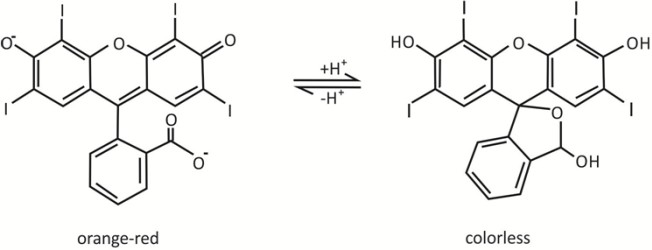 I I I I
O⁻ O O HO O OH
I I I I
+H⁺
-H⁺
O O
O⁻ OH
orange-red colorless